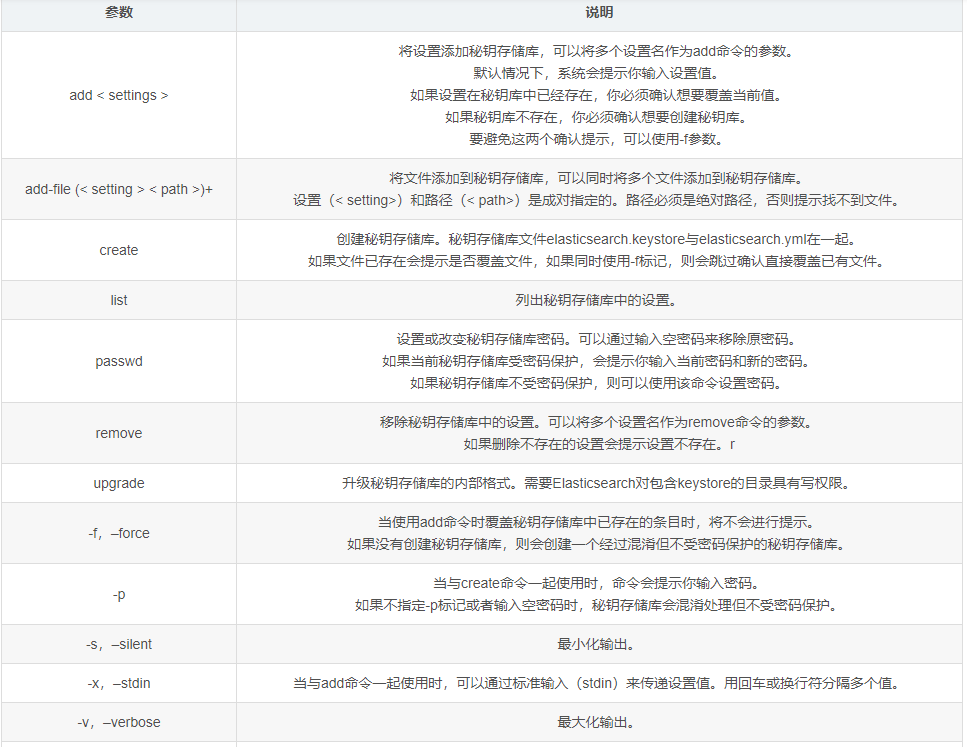 参数 说明
将设置添加秘钥存储库，可以将多个设置名作为add命令的参数。
默认情况下，系统会提示你输入设置值。
add < settings > 如果设置在秘钥库中已经存在，你必须确认想要覆盖当前值。
如果秘钥库不存在，你必须确认想要创建秘钥库。
要避免这两个确认提示，可以使用-f参数。
add-file (< setting > < path >)+ 将文件添加到秘钥存储库，可以同时将多个文件添加到秘钥存储库。
设置（< setting>）和路径（< path>）是成对指定的。路径必须是绝对路径，否则提示找不到文件。
create 创建秘钥存储库。秘钥存储库文件elasticsearch.keystore与elasticsearch.yml在一起。
如果文件已存在会提示是否覆盖文件，如果同时使用-f标记，则会跳过确认直接覆盖已有文件。
list 列出秘钥存储库中的设置。
设置或改变秘钥存储库密码。可以通过输入空密码来移除原密码。
passwd 如果当前秘钥存储库受密码保护，会提示你输入当前密码和新的密码。
如果秘钥存储库不受密码保护，则可以使用该命令设置密码。
remove 移除秘钥存储库中的设置。可以将多个设置名作为remove命令的参数。
如果删除不存在的设置会提示设置不存在。r
upgrade 升级秘钥存储库的内部格式。需要Elasticsearch对包含keystore的目录具有写权限。
-f，–force 当使用add命令时覆盖秘钥存储库中已存在的条目时，将不会进行提示。
如果没有创建秘钥存储库，则会创建一个经过混淆但不受密码保护的秘钥存储库。
-p 当与create命令一起使用时，命令会提示你输入密码。
如果不指定-p标记或者输入空密码时，秘钥存储库会混淆处理但不受密码保护。
-s，–silent 最小化输出。
-x，–stdin 当与add命令一起使用时，可以通过标准输入（stdin）来传递设置值。用回车或换行符分隔多个值。
-v，–verbose 最大化输出。